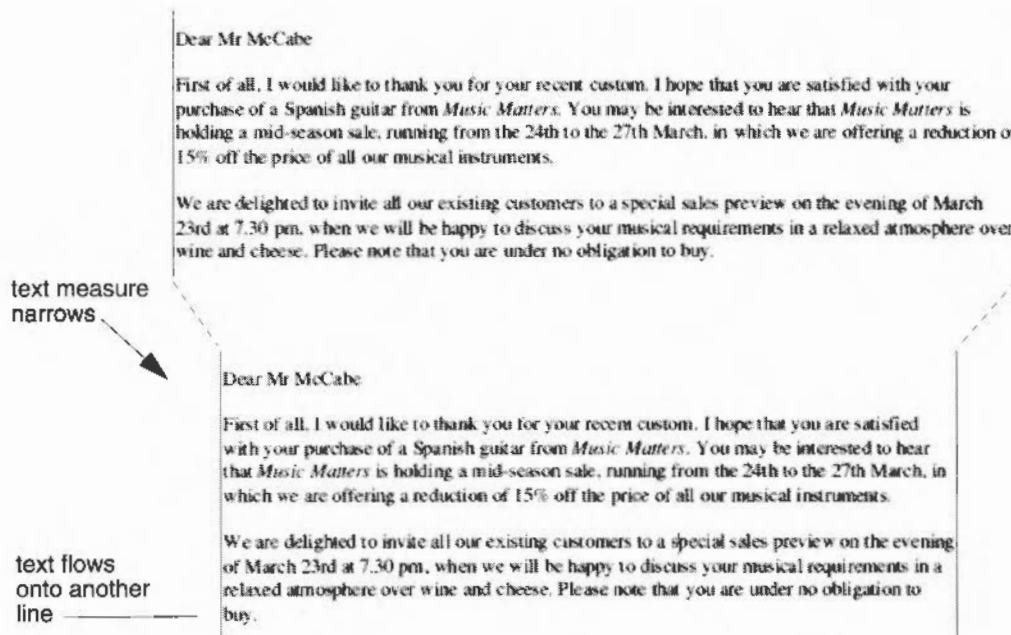 Dear Mr McCabe
First of all, I would like to thank you for your recent custom. I hope that you are satisfied with your
purchase of a Spanish guitar from Music Matters. You may be interested to hear that Music Matters is
holding a mid-season sale, running from the 24th to the 27th March, in which we are offering a reduction of
15% off the price of all our musical instruments.
We are delighted to invite all our existing customers to a special sales preview on the evening of March
23rd at 7.30 pm, when we will be happy to discuss your musical requirements in a relaxed atmosphere over
wine and cheese. Please note that you are under no obligation to buy.
text measure
narrows
Dear Mr McCabe
First of all, I would like to thank you for your recent custom. I hope that you are satisfied
with your purchase of a Spanish guitar from Music Matters. You may be interested to hear
that Music Matters is holding a mid-season sale, running from the 24th to the 27th March, in
which we are offering a reduction of 15% off the price of all our musical instruments.
We are delighted to invite all our existing customers to a special sales preview on the evening
of March 23rd at 7.30 pm, when we will be happy to discuss your musical requirements in a
relaxed atmosphere over wine and cheese. Please note that you are under no obligation to
buy.
text flows
onto another
line